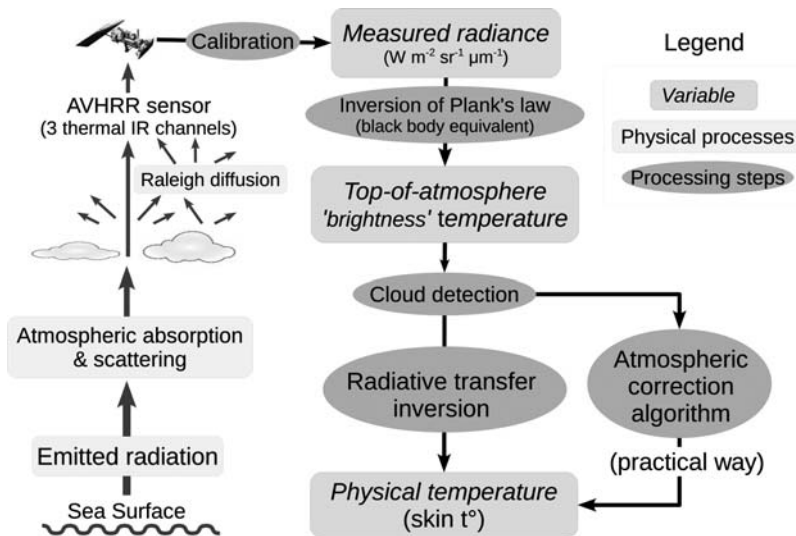 Calibration
Measured radiance
(W m⁻² sr⁻¹ µm⁻¹)
AVHRR sensor
(3 thermal IR channels)
Raleigh diffusion
Atmospheric absorption
& scattering
Emitted radiation
Sea Surface
Inversion of Plank's law
(black body equivalent)
Top-of-atmosphere
'brightness' temperature
Cloud detection
Radiative transfer
inversion
Atmospheric
correction
algorithm
(practical way)
Physical temperature
(skin t°)
Legend
Variable
Physical processes
Processing steps